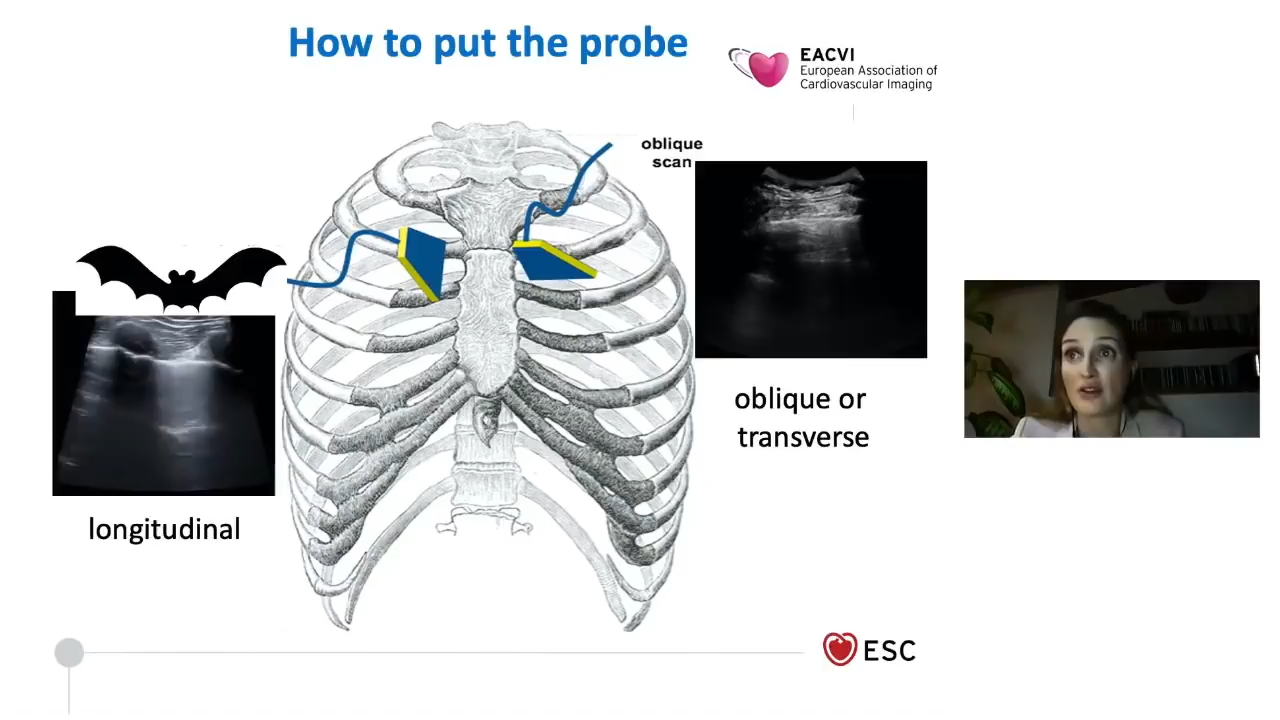 How to put the probe
EACVI
European Association of
Cardiovascular Imaging
oblique
scan
oblique or
transverse
longitudinal
ESC